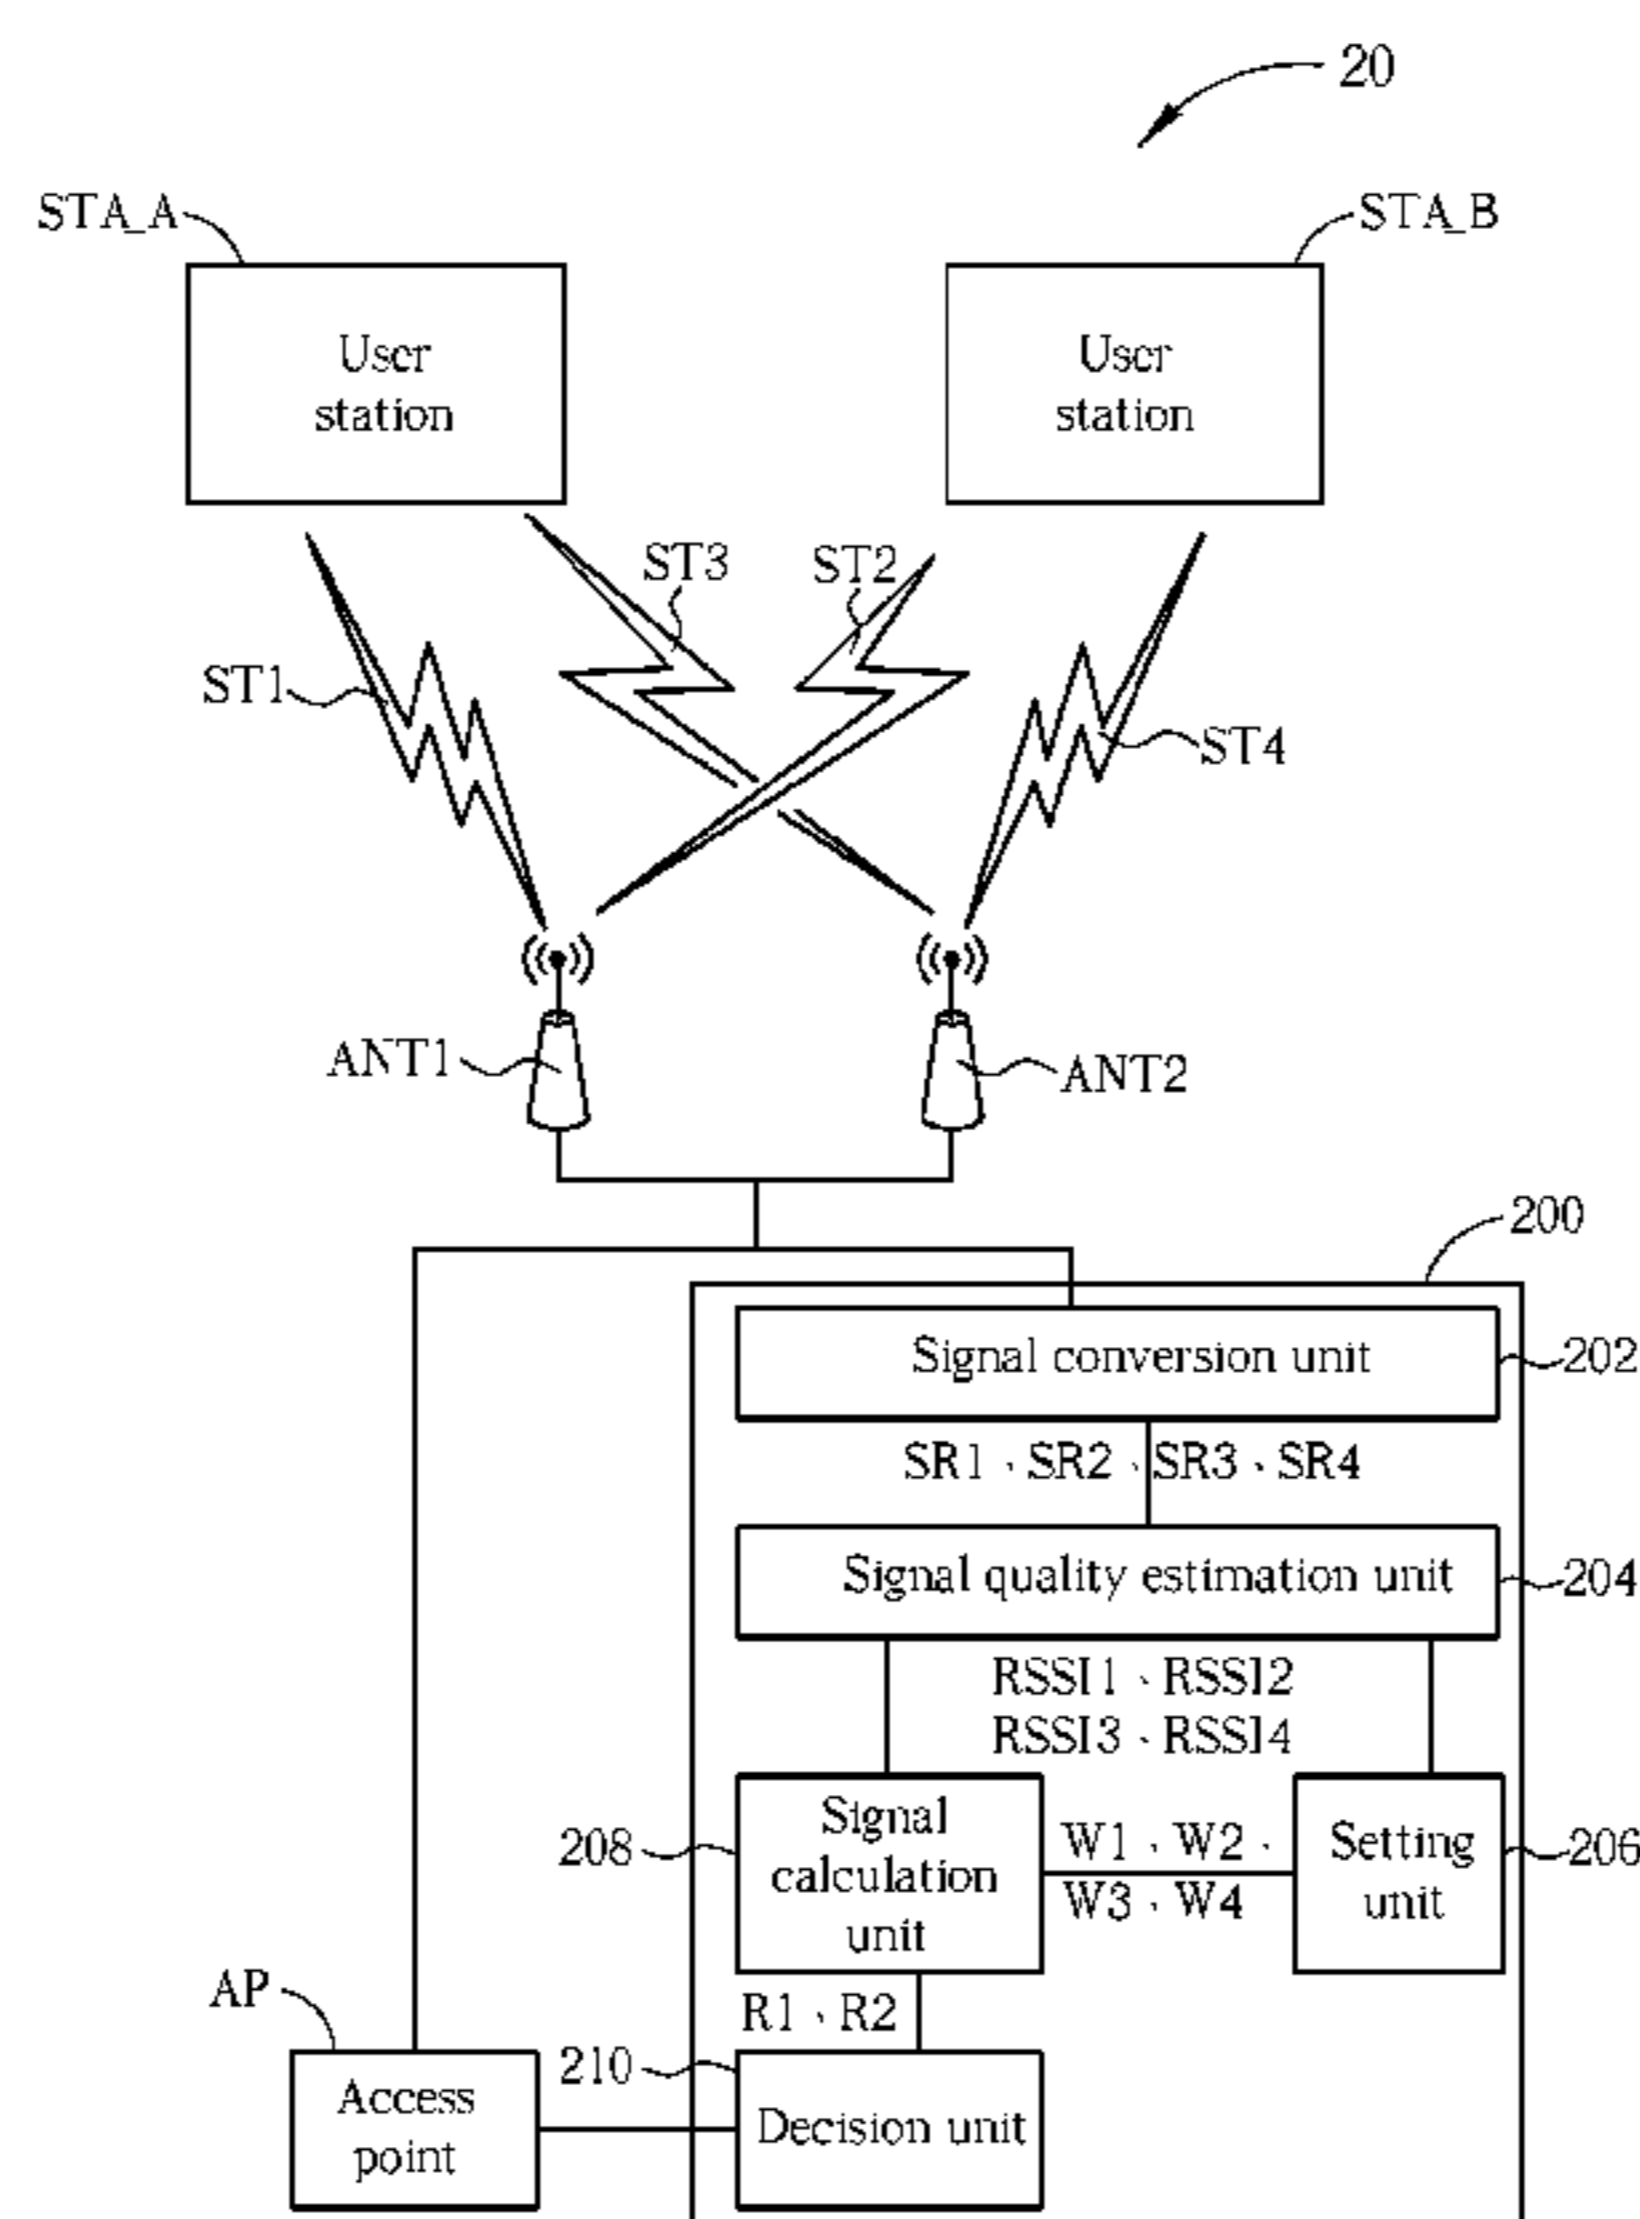 20
STA_A
STA_B
User
station
User
station
ST3
ST2
ST1
ST4
ANT1
ANT2
200
Signal conversion unit
202
SR1、SR2、SR3、SR4
Signal quality estimation unit
204
RSSI1、RSSI2
RSSI3、RSSI4
208
Signal
calculation
unit
W1、W2、
W3、W4
Setting
unit
206
AP
R1、R2
210
Access
point
Decision unit